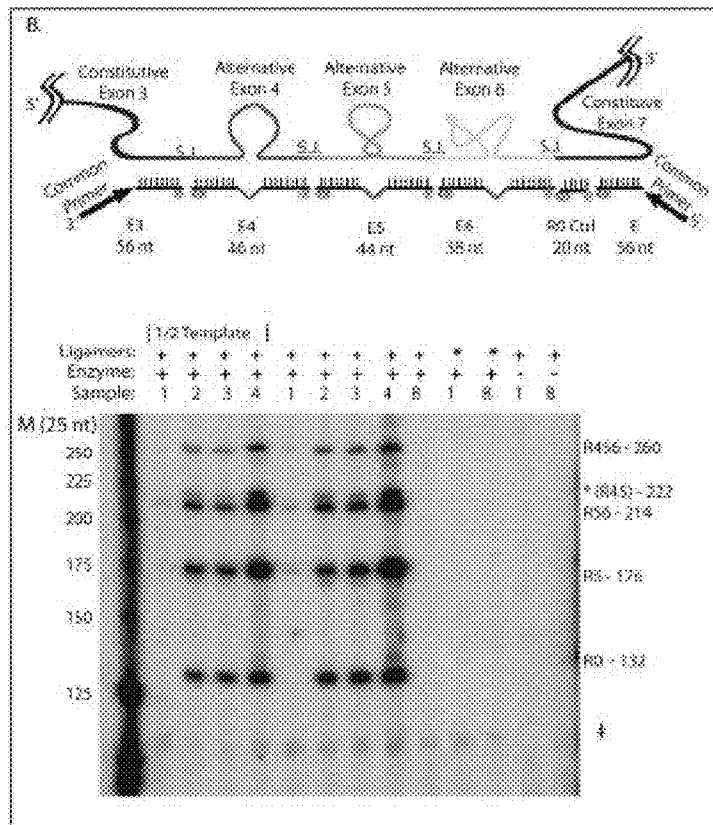 B.
Constitutive Exon 3
Alternative Exon 4
Alternative Exon 5
Alternative Exon 6
Constituive Exon 7
5'
3'
S.J. S.J. S.J. S.J.
Common Primer 3
Common Primer 5'
E3 E4 E5 E6 R0 Ctrl E
56 nt 46 nt 44 nt 38 nt 20 nt 56 nt
[ 1/2 Template ]
Ligamers: + + + + + + + + + * * + +
Enzyme: + + + + + + + + + + + - -
Sample: 1 2 3 4 1 2 3 4 8 1 8 1 8
M (25 nt)
250
225
200
175
150
125
R456 - 260
* (R45) - 222
R56 - 214
R5 - 176
R0 - 132
ǂ